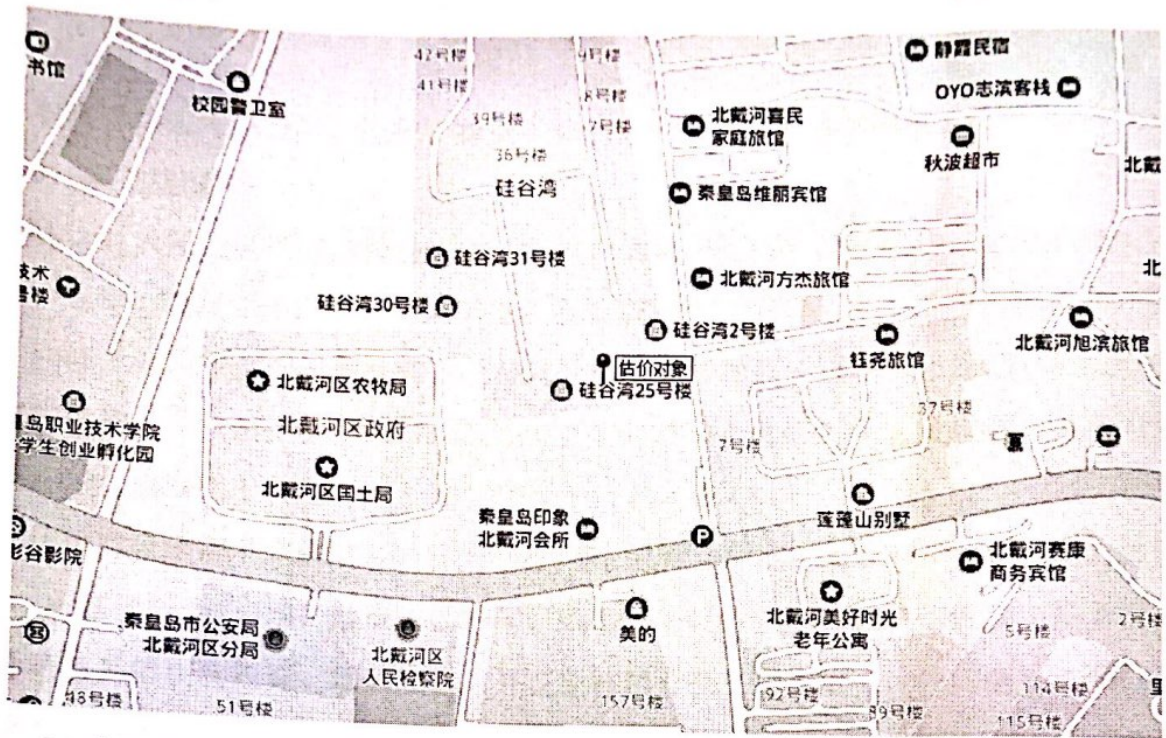 书馆
校园警卫室
42号楼
41号楼
39号楼
36号楼
硅谷湾
9号楼
8号楼
7号楼
静霞民宿
OYO志滨客栈
北戴河喜民
家庭旅馆
秋波超市
北戴
秦皇岛维丽宾馆
硅谷湾31号楼
北戴河方杰旅馆
北
技术
硅谷湾30号楼
硅谷湾2号楼
钰尧旅馆
北戴河旭滨旅馆
估价对象
硅谷湾25号楼
北戴河区农牧局
北戴河区政府
北戴河区国土局
岛职业技术学院
学生创业孵化园
37号楼
7号楼
莲蓬山别墅
秦皇岛印象
北戴河会所
P
影谷影院
北戴河赛康
商务宾馆
秦皇岛市公安局
北戴河区分局
北戴河区
人民检察院
美的
北戴河美好时光
老年公寓
5号楼
2号楼
48号楼
51号楼
157号楼
92号楼
89号楼
114号楼
115号楼
里